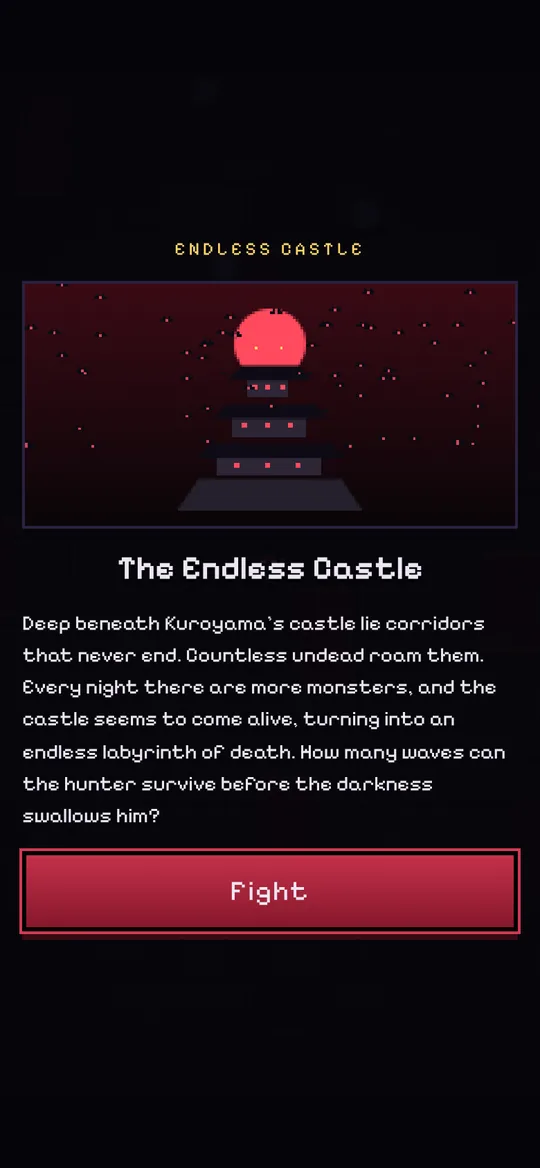 ENDLESS CASTLE
The Endless Castle
Deep beneath Kuroyama's castle lie corridors
that never end. Countless undead roam them.
Every night there are more monsters, and the
castle seems to come alive, turning into an
endless labyrinth of death. How many waves can
the hunter survive before the darkness
swallows him?
Fight